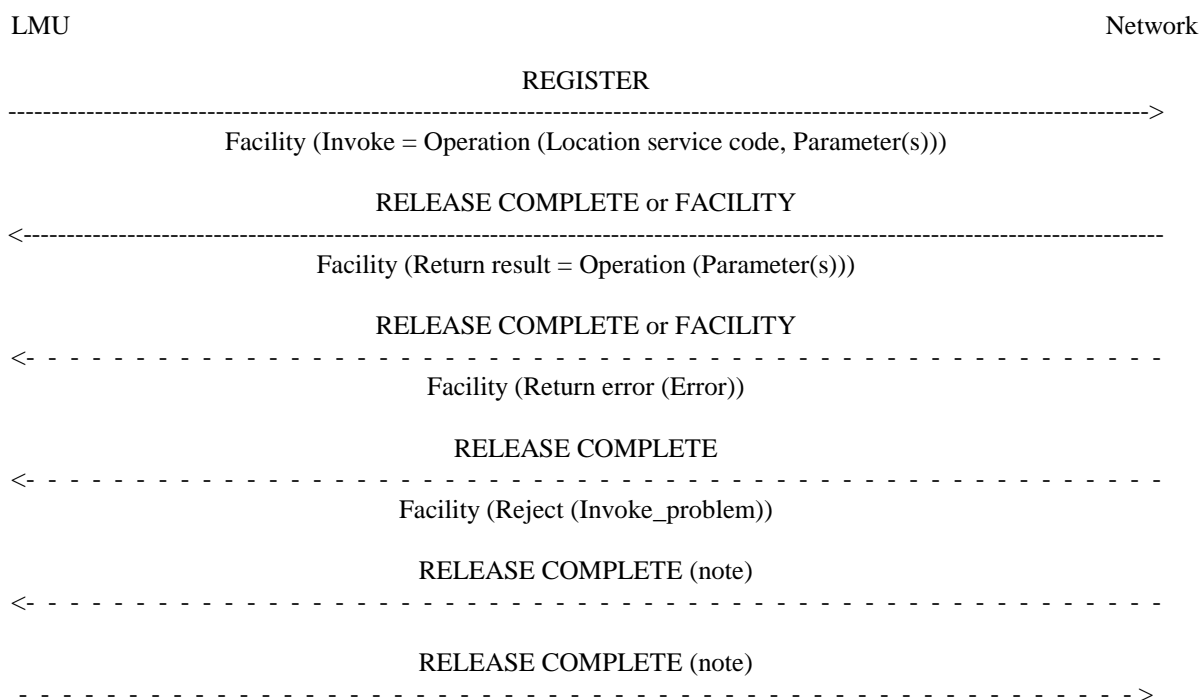 LMU Network
REGISTER
Facility (Invoke = Operation (Location service code, Parameter(s)))
RELEASE COMPLETE or FACILITY
Facility (Return result = Operation (Parameter(s)))
RELEASE COMPLETE or FACILITY
Facility (Return error (Error))
RELEASE COMPLETE
Facility (Reject (Invoke_problem))
RELEASE COMPLETE (note)
RELEASE COMPLETE (note)